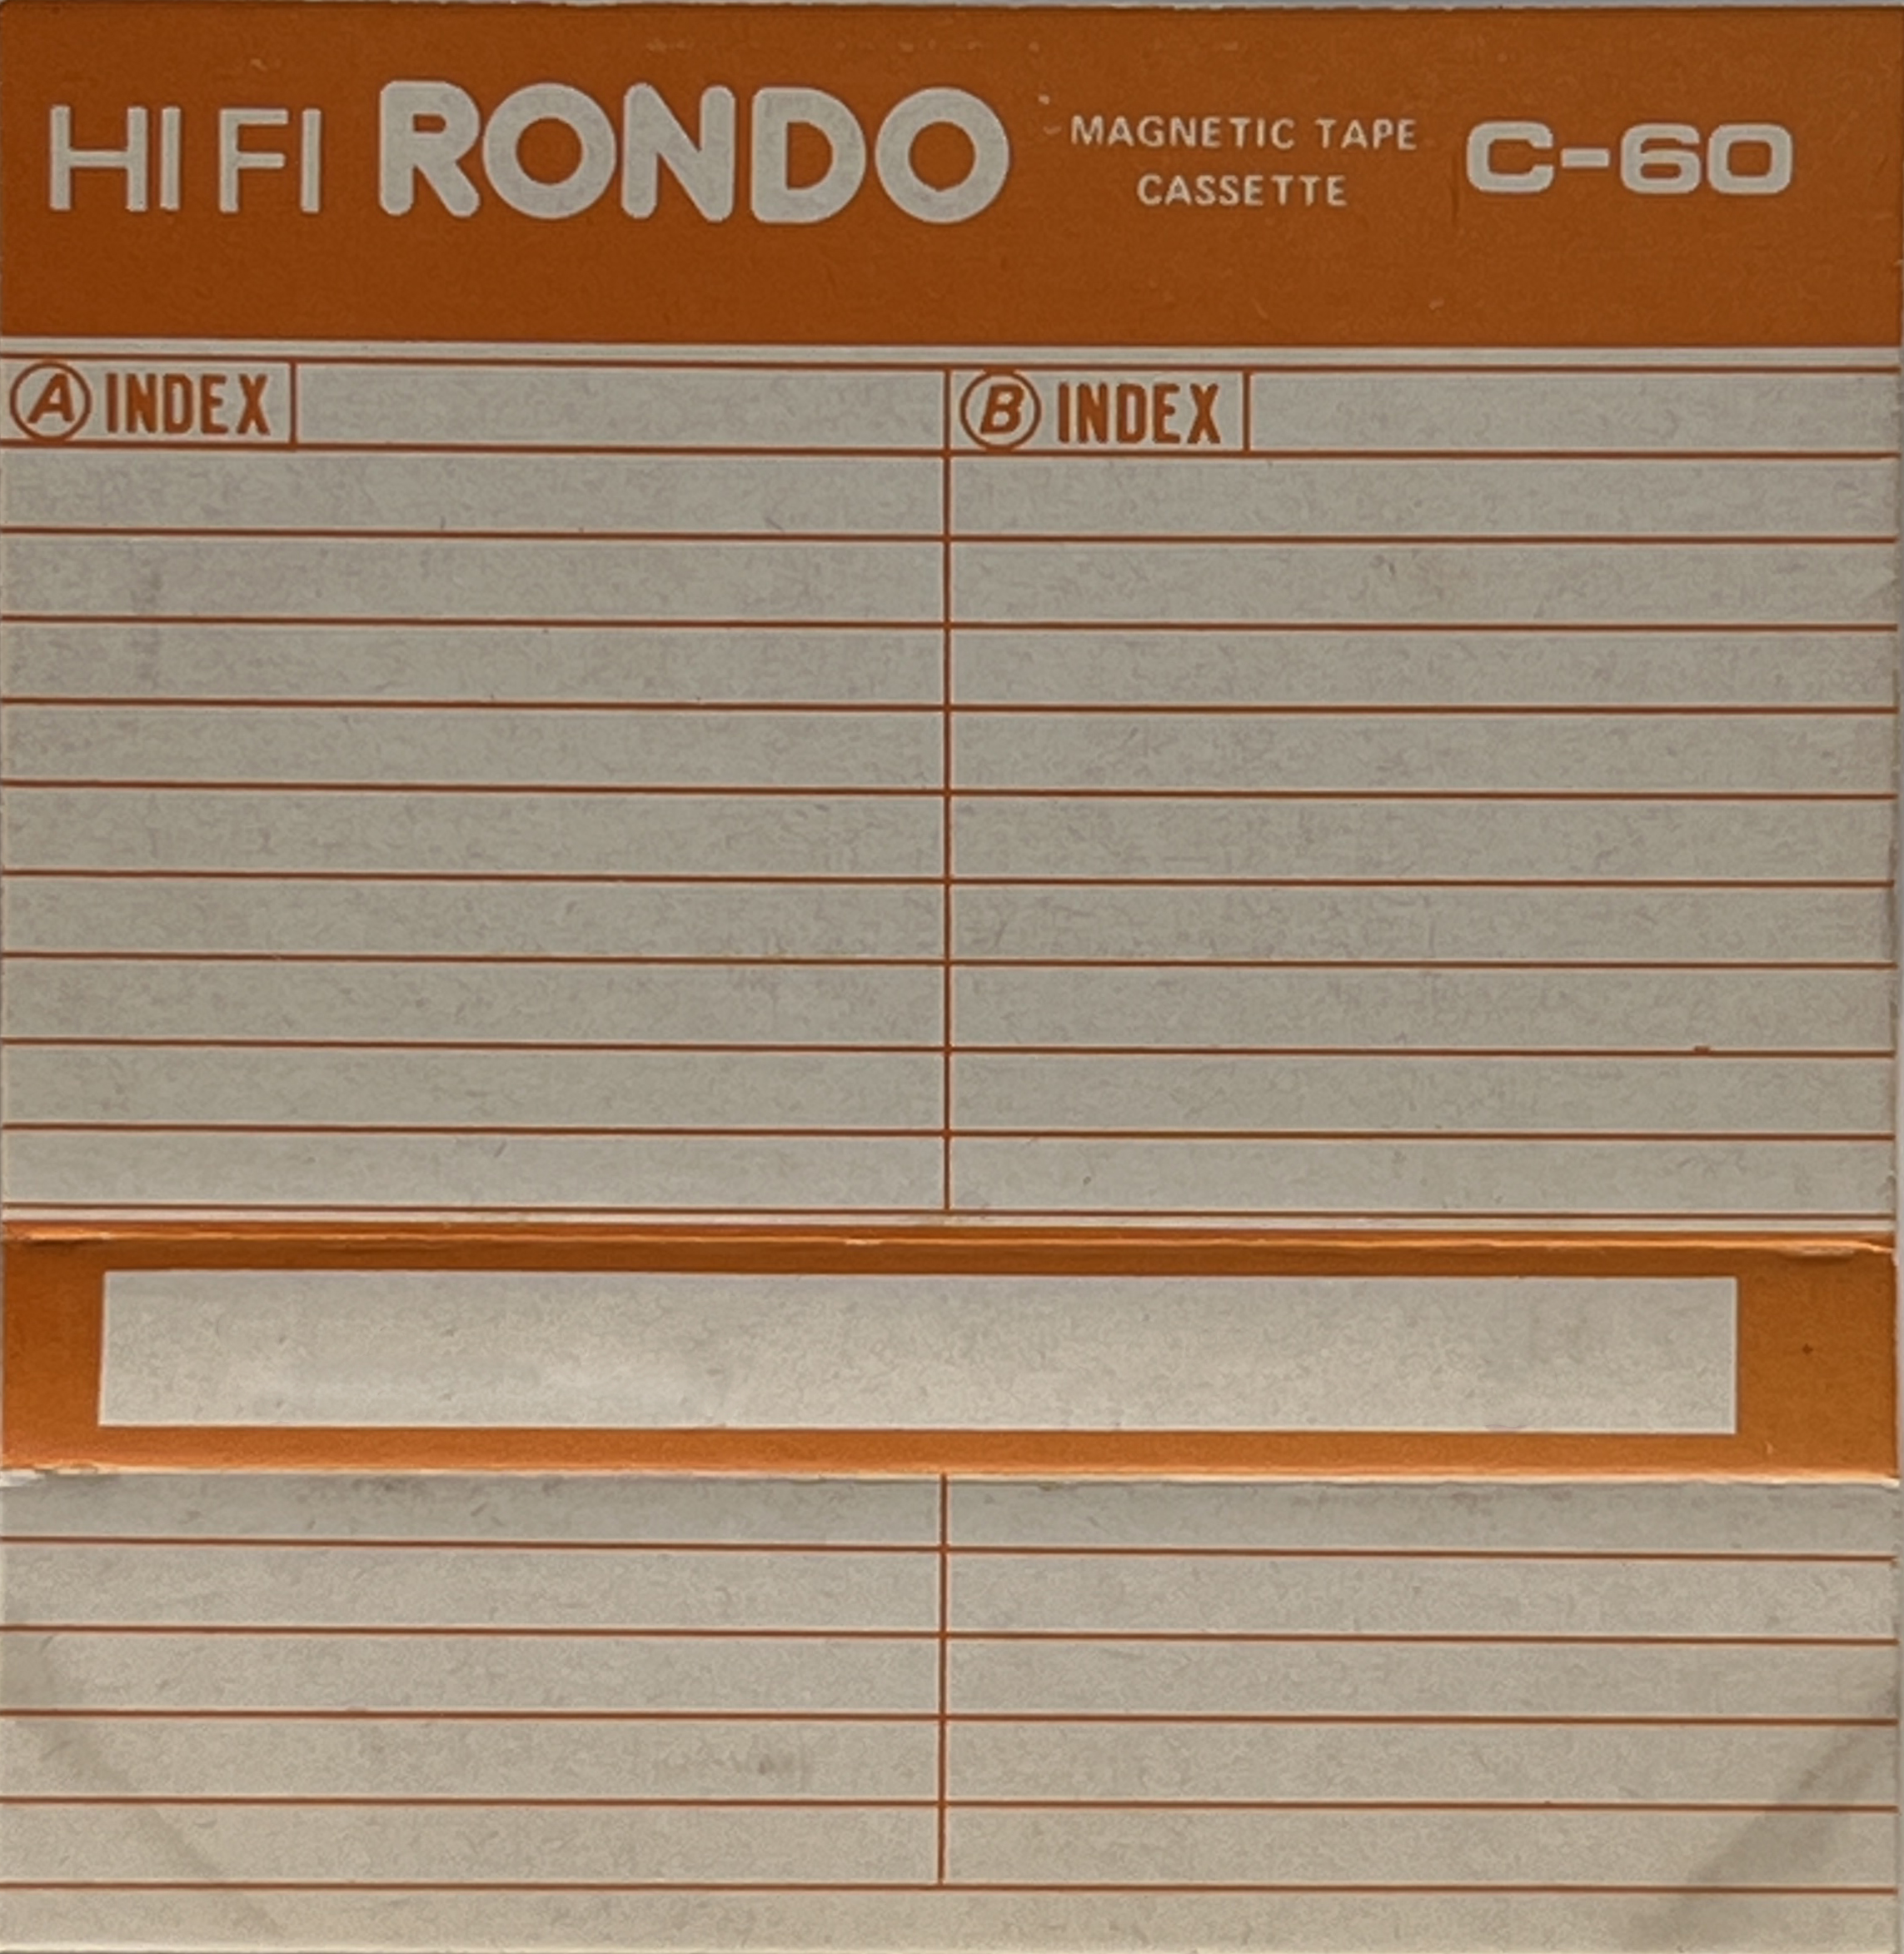 HI FI RONDO MAGNETIC TAPE CASSETTE C-60
A INDEX B INDEX